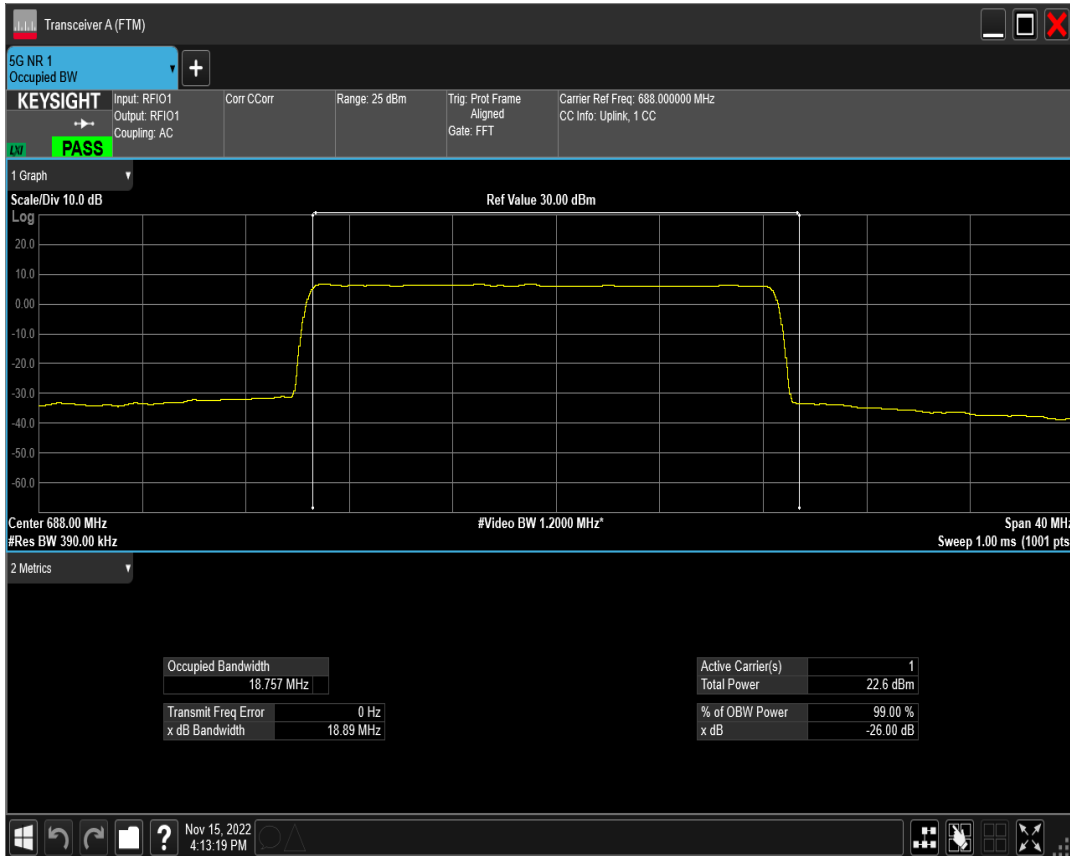 Transceiver A (FTM)
5G NR 1
Occupied BW
+
KEYSIGHT
Input: RFIO1
Output: RFIO1
Coupling: AC
Corr CCorr
Range: 25 dBm
Trig: Prot Frame
Aligned
Gate: FFT
Carrier Ref Freq: 688.000000 MHz
CC Info: Uplink, 1 CC
LXI
PASS
1 Graph
Scale/Div 10.0 dB
Ref Value 30.00 dBm
Log
20.0
10.0
0.00
-10.0
-20.0
-30.0
-40.0
-50.0
-60.0
Center 688.00 MHz
#Video BW 1.2000 MHz*
Span 40 MHz
#Res BW 390.00 kHz
Sweep 1.00 ms (1001 pts
2 Metrics
Occupied Bandwidth
18.757 MHz
Transmit Freq Error 0 Hz
x dB Bandwidth 18.89 MHz
Active Carrier(s) 1
Total Power 22.6 dBm
% of OBW Power 99.00 %
x dB -26.00 dB
?
Nov 15, 2022
4:13:19 PM